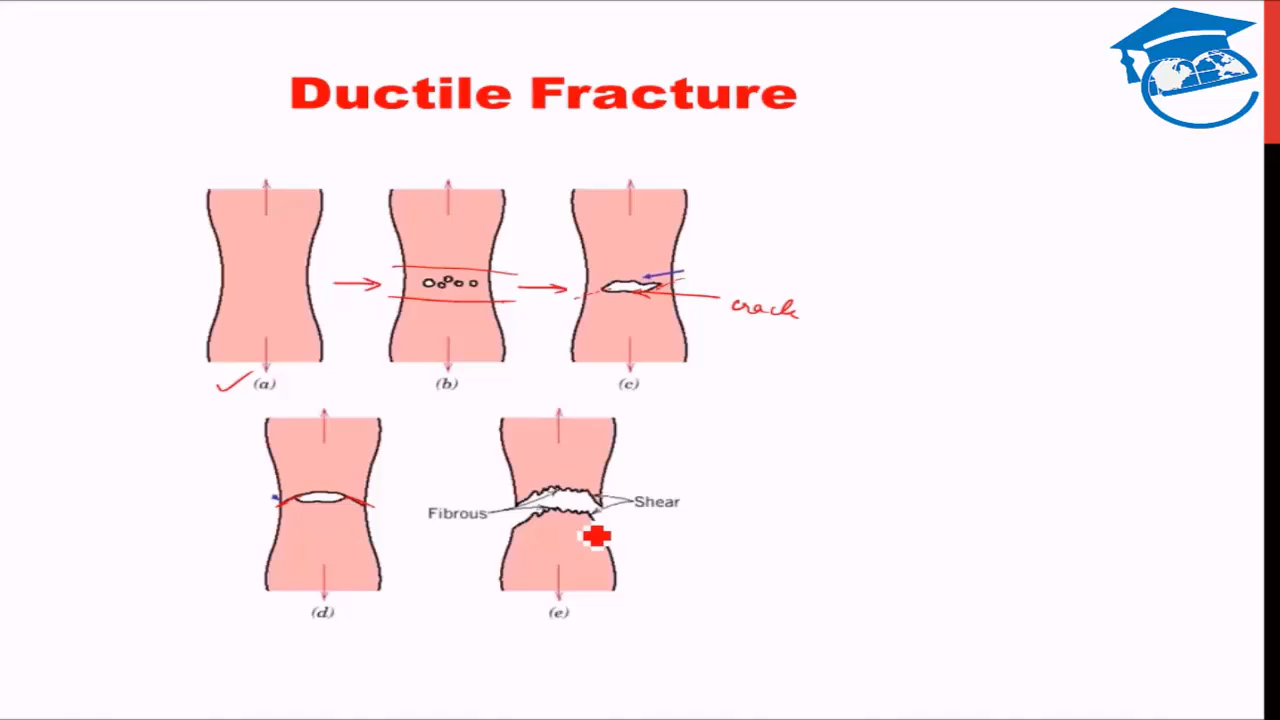 Ductile Fracture
crack
(a)
(b)
(c)
Fibrous
Shear
(d)
(e)